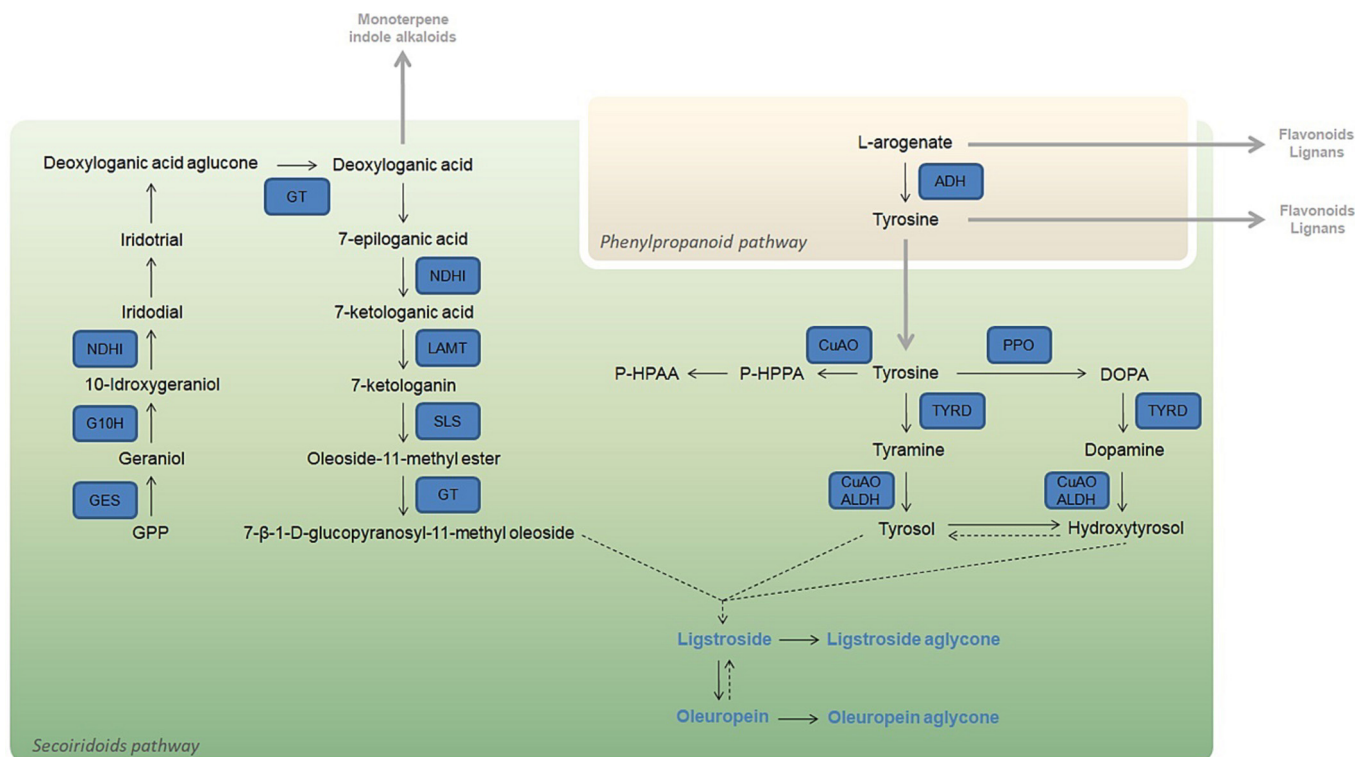 Monoterpene
indole alkaloids
Deoxyloganic acid aglucone
Deoxyloganic acid
GT
Iridotrial
7-epiloganic acid
NDHI
Iridodial
7-ketologanic acid
NDHI
LAMT
10-Idroxygeraniol
7-ketologanin
G10H
SLS
Geraniol
Oleoside-11-methyl ester
GES
GT
GPP
7-β-1-D-glucopyranosyl-11-methyl oleoside
L-arogenate
Flavonoids
Lignans
ADH
Tyrosine
Flavonoids
Lignans
Phenylpropanoid pathway
CuAO
PPO
P-HPAA
P-HPPA
Tyrosine
DOPA
TYRD
TYRD
Tyramine
Dopamine
CuAO
ALDH
CuAO
ALDH
Tyrosol
Hydroxytyrosol
Ligstroside
Ligstroside aglycone
Oleuropein
Oleuropein aglycone
Secoiridoids pathway